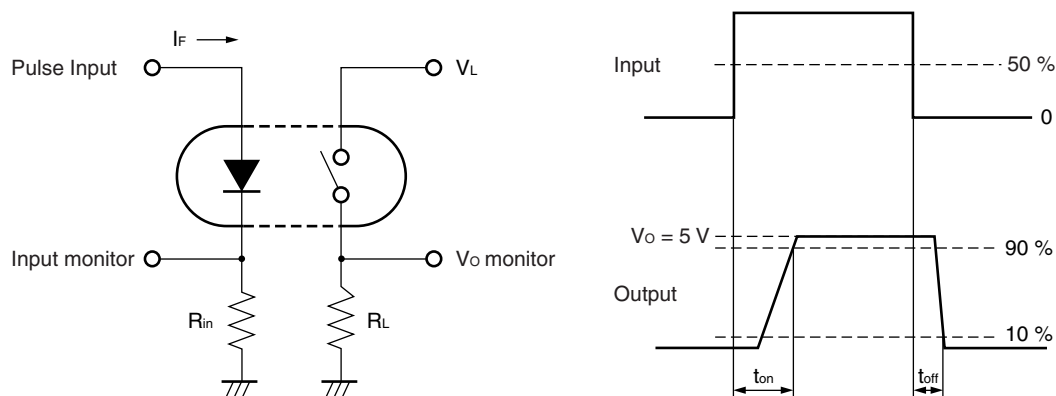 IF
Pulse Input
VL
Input monitor
VO monitor
Rin
RL
Input
50 %
0
VO = 5 V
90 %
Output
10 %
ton
toff